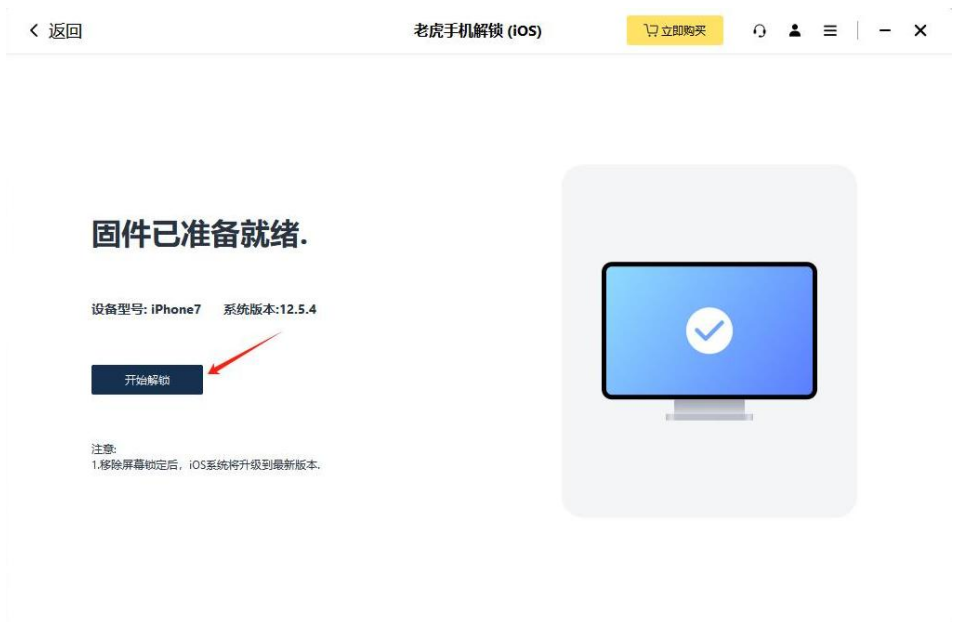 返回
老虎手机解锁 (iOS)
立即购买
固件已准备就绪.
设备型号: iPhone7 系统版本:12.5.4
开始解锁
注意:
1.移除屏幕锁定后，iOS系统将升级到最新版本.